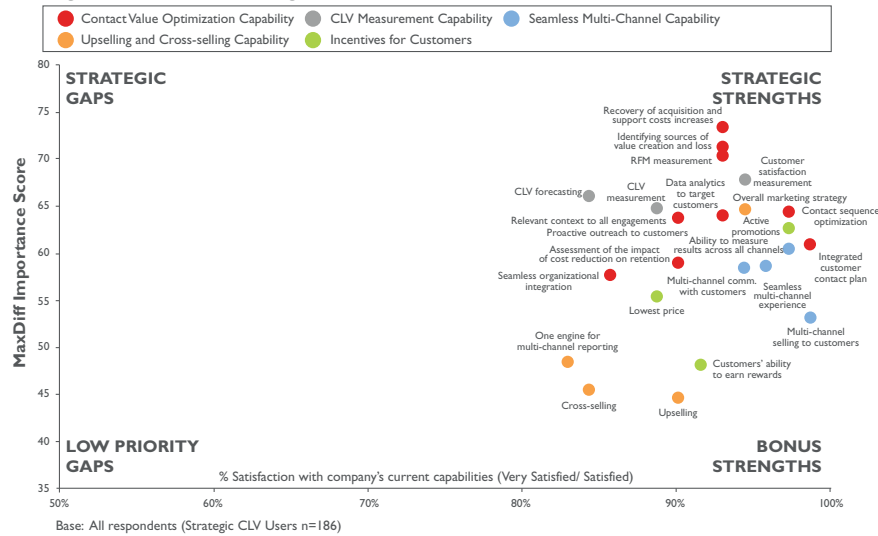 Contact Value Optimization Capability
CLV Measurement Capability
Seamless Multi-Channel Capability
Upselling and Cross-selling Capability
Incentives for Customers
80
STRATEGIC
GAPS
STRATEGIC
STRENGTHS
75
Recovery of acquisition and
support costs increases
Identifying sources of
value creation and loss
70
RFM measurement
Customer
satisfaction
measurement
CLV forecasting
CLV
measurement
Data analytics
to target
customers
Overall marketing strategy
65
Relevant context to all engagements
Proactive outreach to customers
Active
promotions
Contact sequence
optimization
Ability to measure
results across all channels
60
Assessment of the impact
of cost reduction on retention
Integrated
customer
contact plan
Seamless organizational
integration
Multi-channel comm.
with customers
Seamless
multi-channel
experience
55
Lowest price
Multi-channel
selling to customers
50
One engine for
multi-channel reporting
Customers' ability
to earn rewards
45
Cross-selling
Upselling
40
LOW PRIORITY
GAPS
BONUS
STRENGTHS
% Satisfaction with company's current capabilities (Very Satisfied/ Satisfied)
35
MaxDiff Importance Score
50%
60%
70%
80%
90%
100%
Base: All respondents (Strategic CLV Users n=186)